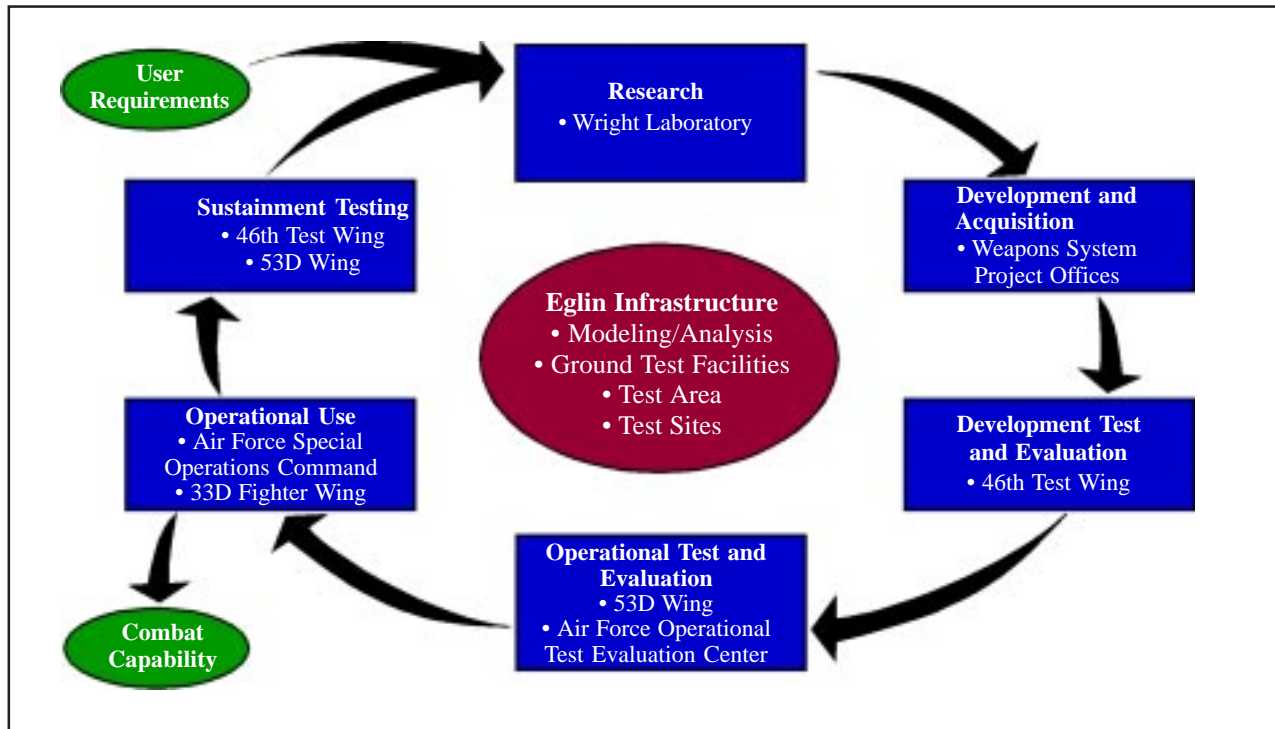 User
Requirements
Research
• Wright Laboratory
Development and
Acquisition
• Weapons System
Project Offices
Development Test
and Evaluation
• 46th Test Wing
Operational Test and
Evaluation
• 53D Wing
• Air Force Operational
Test Evaluation Center
Operational Use
• Air Force Special
Operations Command
• 33D Fighter Wing
Combat
Capability
Sustainment Testing
• 46th Test Wing
• 53D Wing
Eglin Infrastructure
• Modeling/Analysis
• Ground Test Facilities
• Test Area
• Test Sites